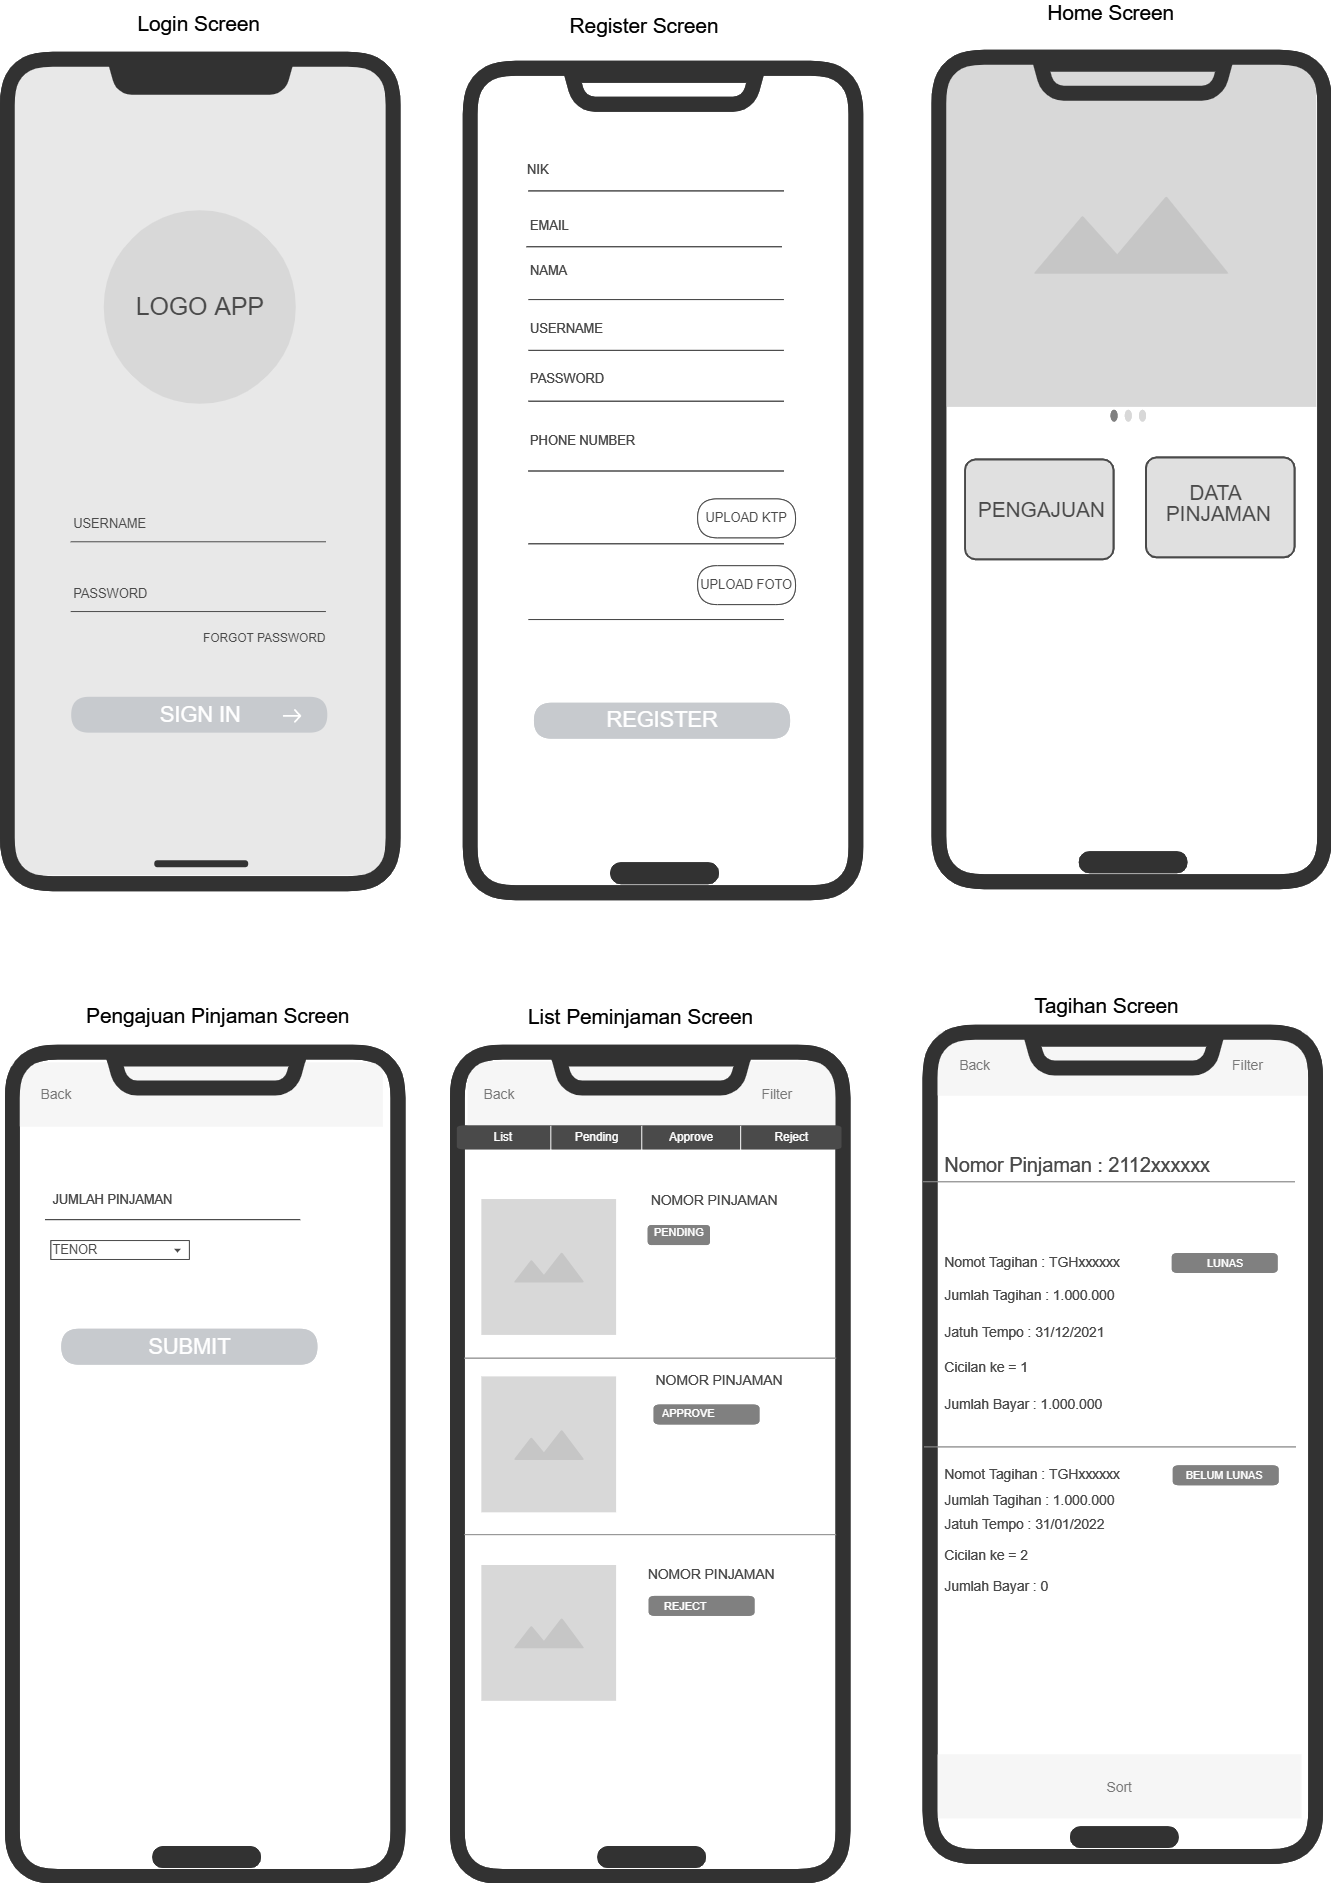 Login Screen
LOGO APP
USERNAME
PASSWORD
FORGOT PASSWORD
SIGN IN
Register Screen
NIK
EMAIL
NAMA
USERNAME
PASSWORD
PHONE NUMBER
UPLOAD KTP
UPLOAD FOTO
REGISTER
Home Screen
PENGAJUAN
DATA
PINJAMAN
Pengajuan Pinjaman Screen
Back
JUMLAH PINJAMAN
TENOR
SUBMIT
List Peminjaman Screen
Back Filter
List Pending Approve Reject
NOMOR PINJAMAN
PENDING
NOMOR PINJAMAN
APPROVE
NOMOR PINJAMAN
REJECT
Tagihan Screen
Back Filter
Nomor Pinjaman : 2112xxxxxx
Nomot Tagihan : TGHxxxxxx LUNAS
Jumlah Tagihan : 1.000.000
Jatuh Tempo : 31/12/2021
Cicilan ke = 1
Jumlah Bayar : 1.000.000
Nomot Tagihan : TGHxxxxxx BELUM LUNAS
Jumlah Tagihan : 1.000.000
Jatuh Tempo : 31/01/2022
Cicilan ke = 2
Jumlah Bayar : 0
Sort